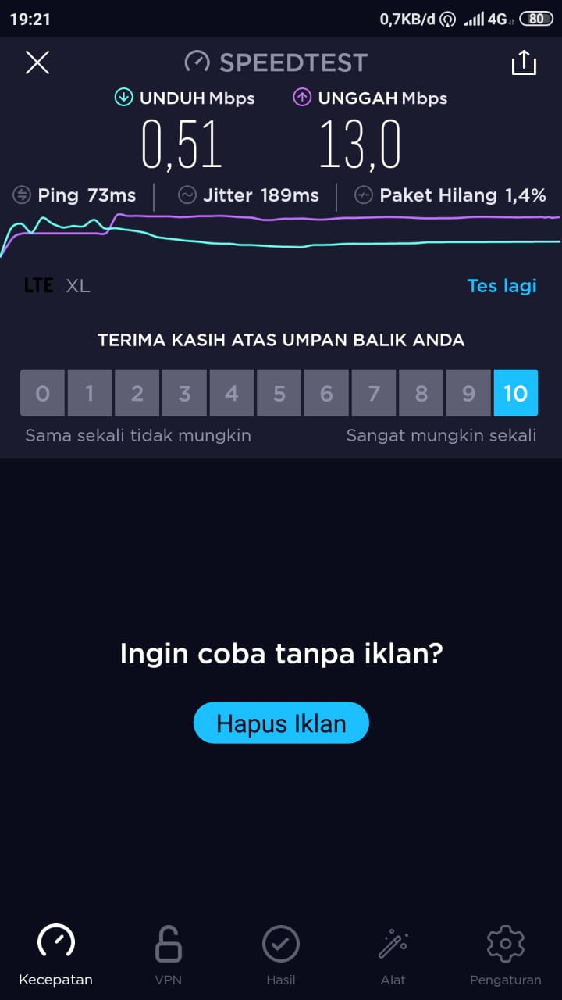 19:21 0,7KB/d 4G 80
SPEEDTEST
UNDUH Mbps UNGGAH Mbps
0,51 13,0
Ping 73ms Jitter 189ms Paket Hilang 1,4%
LTE XL Tes lagi
TERIMA KASIH ATAS UMPAN BALIK ANDA
0 1 2 3 4 5 6 7 8 9 10
Sama sekali tidak mungkin Sangat mungkin sekali
Ingin coba tanpa iklan?
Hapus Iklan
Kecepatan VPN Hasil Alat Pengaturan